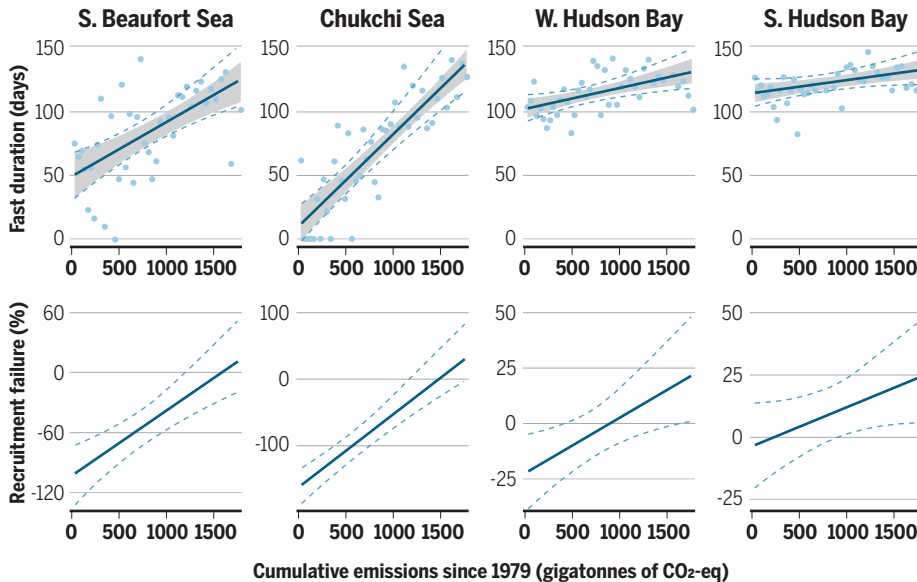 S. Beaufort Sea
Chukchi Sea
W. Hudson Bay
S. Hudson Bay
Fast duration (days)
150
100
50
0
0 500 1000 1500
150
100
50
0
0 500 1000 1500
150
100
50
0
0 500 1000 1500
150
100
50
0
0 500 1000 1500
Recruitment failure (%)
60
0
-60
-120
0 500 1000 1500
100
0
-100
0 500 1000 1500
50
25
0
-25
0 500 1000 1500
50
25
0
-25
0 500 1000 1500
Cumulative emissions since 1979 (gigatonnes of CO₂-eq)